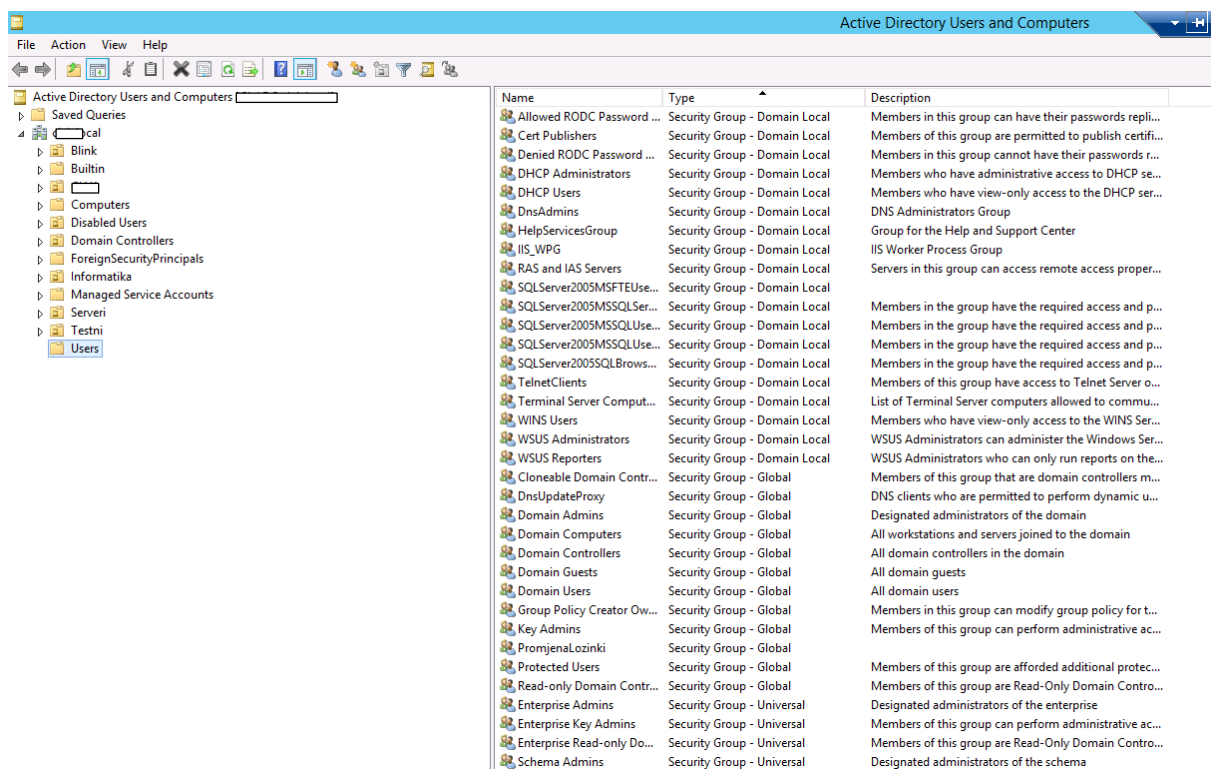 Active Directory Users and Computers
File Action View Help
Active Directory Users and Computers
Saved Queries
cal
Blink
Builtin
Computers
Disabled Users
Domain Controllers
ForeignSecurityPrincipals
Informatika
Managed Service Accounts
Serveri
Testni
Users
Name Type Description
Allowed RODC Password ... Security Group - Domain Local Members in this group can have their passwords repli...
Cert Publishers Security Group - Domain Local Members of this group are permitted to publish certifi...
Denied RODC Password ... Security Group - Domain Local Members in this group cannot have their passwords r...
DHCP Administrators Security Group - Domain Local Members who have administrative access to DHCP se...
DHCP Users Security Group - Domain Local Members who have view-only access to the DHCP ser...
DnsAdmins Security Group - Domain Local DNS Administrators Group
HelpServicesGroup Security Group - Domain Local Group for the Help and Support Center
IIS_WPG Security Group - Domain Local IIS Worker Process Group
RAS and IAS Servers Security Group - Domain Local Servers in this group can access remote access proper...
SQLServer2005MSFTEUse... Security Group - Domain Local
SQLServer2005MSSQLSer... Security Group - Domain Local Members in the group have the required access and p...
SQLServer2005MSSQLUse... Security Group - Domain Local Members in the group have the required access and p...
SQLServer2005MSSQLUse... Security Group - Domain Local Members in the group have the required access and p...
SQLServer2005SQLBrows... Security Group - Domain Local Members in the group have the required access and p...
TelnetClients Security Group - Domain Local Members of this group have access to Telnet Server o...
Terminal Server Comput... Security Group - Domain Local List of Terminal Server computers allowed to commu...
WINS Users Security Group - Domain Local Members who have view-only access to the WINS Ser...
WSUS Administrators Security Group - Domain Local WSUS Administrators can administer the Windows Ser...
WSUS Reporters Security Group - Domain Local WSUS Administrators who can only run reports on the...
Cloneable Domain Contr... Security Group - Global Members of this group that are domain controllers m...
DnsUpdateProxy Security Group - Global DNS clients who are permitted to perform dynamic u...
Domain Admins Security Group - Global Designated administrators of the domain
Domain Computers Security Group - Global All workstations and servers joined to the domain
Domain Controllers Security Group - Global All domain controllers in the domain
Domain Guests Security Group - Global All domain guests
Domain Users Security Group - Global All domain users
Group Policy Creator Ow... Security Group - Global Members in this group can modify group policy for t...
Key Admins Security Group - Global Members of this group can perform administrative ac...
PromjenaLozinki Security Group - Global
Protected Users Security Group - Global Members of this group are afforded additional protec...
Read-only Domain Contr... Security Group - Global Members of this group are Read-Only Domain Contro...
Enterprise Admins Security Group - Universal Designated administrators of the enterprise
Enterprise Key Admins Security Group - Universal Members of this group can perform administrative ac...
Enterprise Read-only Do... Security Group - Universal Members of this group are Read-Only Domain Contro...
Schema Admins Security Group - Universal Designated administrators of the schema